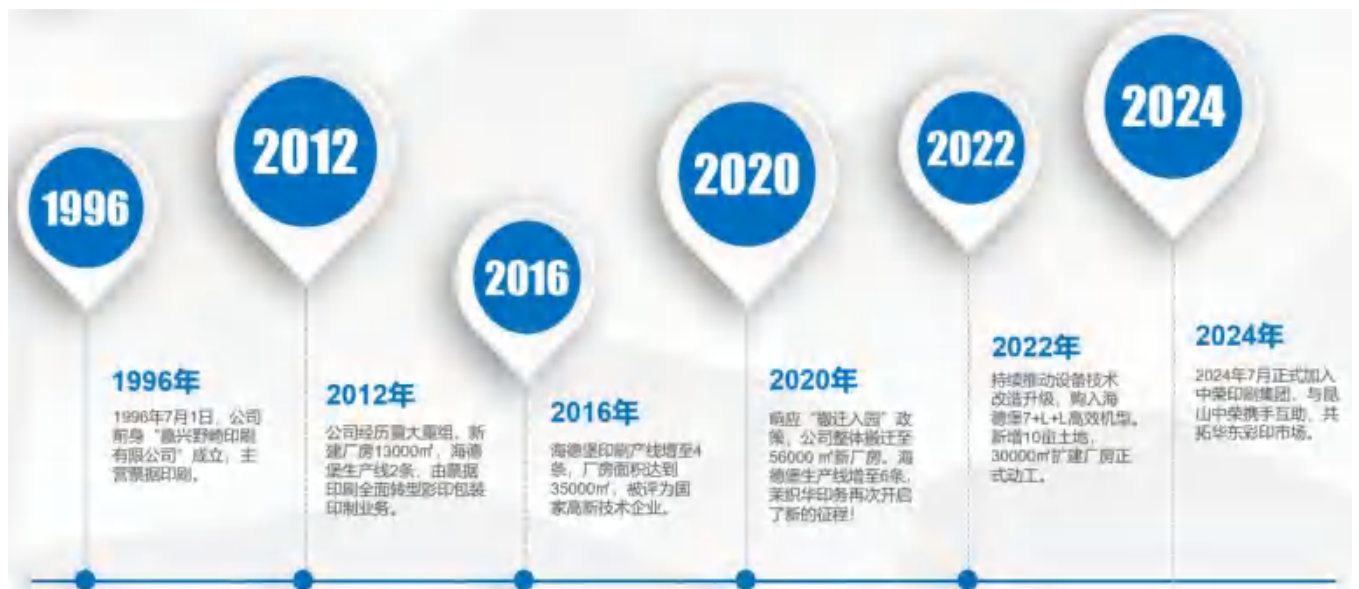 1996
2012
2016
2020
2022
2024
1996年
1996年7月1日，公司
前身“嘉兴野崎印刷
有限公司”成立，主
营票据印刷。
2012年
公司经历重大重组，新
建厂房13000㎡，海德
堡生产线2条，由票据
印刷全面转型彩印包装
印制业务。
2016年
海德堡印刷产线增至4
条，厂房面积达到
35000㎡，被评为国
家高新技术企业。
2020年
响应“搬迁入园”政
策，公司整体搬迁至
56000 ㎡新厂房。海
德堡生产线增至6条，
茉织华印务再次开启
了新的征程！
2022年
持续推动设备技术
改造升级，购入海
德堡7+L+L高效机型。
新增10亩土地，
30000㎡扩建厂房正
式动工。
2024年
2024年7月正式加入
中荣印刷集团，与昆
山中荣携手互助，共
拓华东彩印市场。